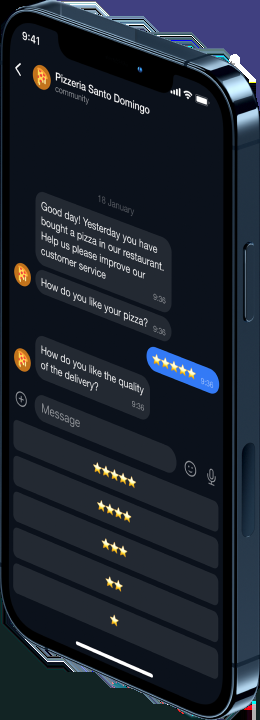 9:41
Pizzeria Santo Domingo
community
18 January
Good day! Yesterday you have
bought a pizza in our restaurant.
Help us please improve our
customer service
9:36
How do you like your pizza?
9:36
9:36
How do you like the quality
of the delivery?
9:36
Message